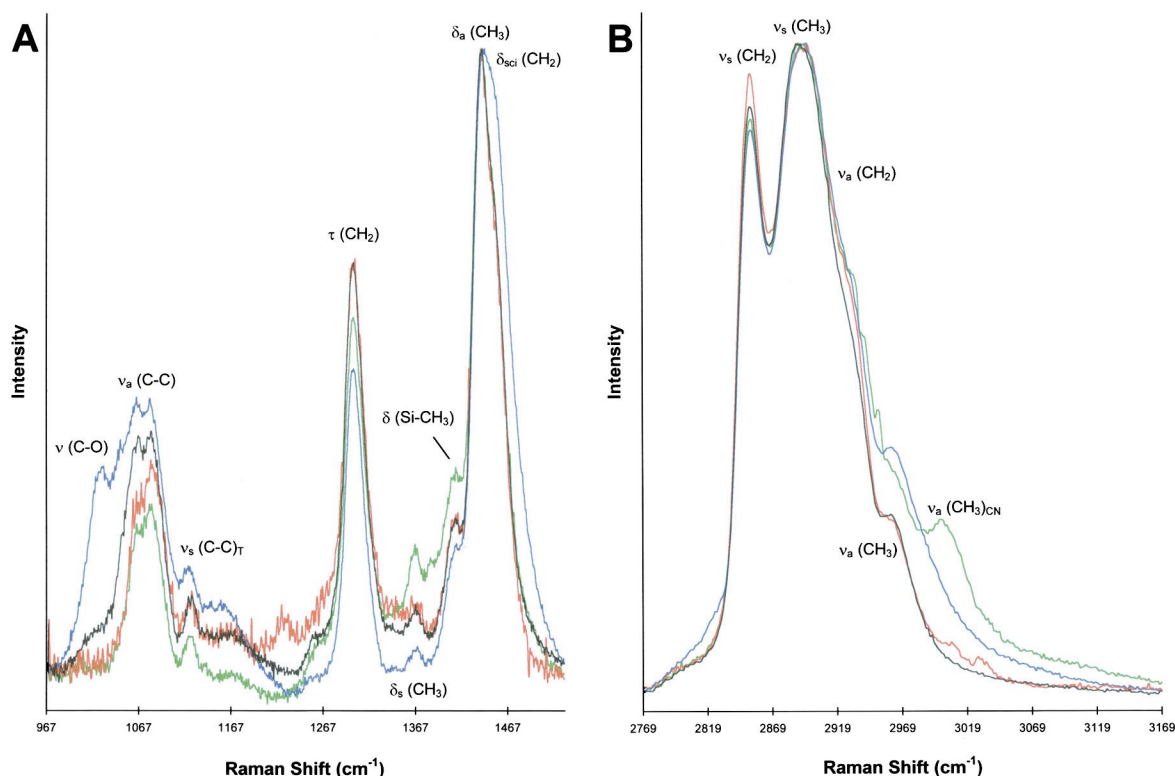 A
δa (CH3)
δsci (CH2)
τ (CH2)
νa (C-C)
δ (Si-CH3)
ν (C-O)
νs (C-C)T
δs (CH3)
Intensity
967 1067 1167 1267 1367 1467
Raman Shift (cm-1)
B
νs (CH3)
νs (CH2)
νa (CH2)
νa (CH3)CN
νa (CH3)
Intensity
2769 2819 2869 2919 2969 3019 3069 3119 3169
Raman Shift (cm-1)